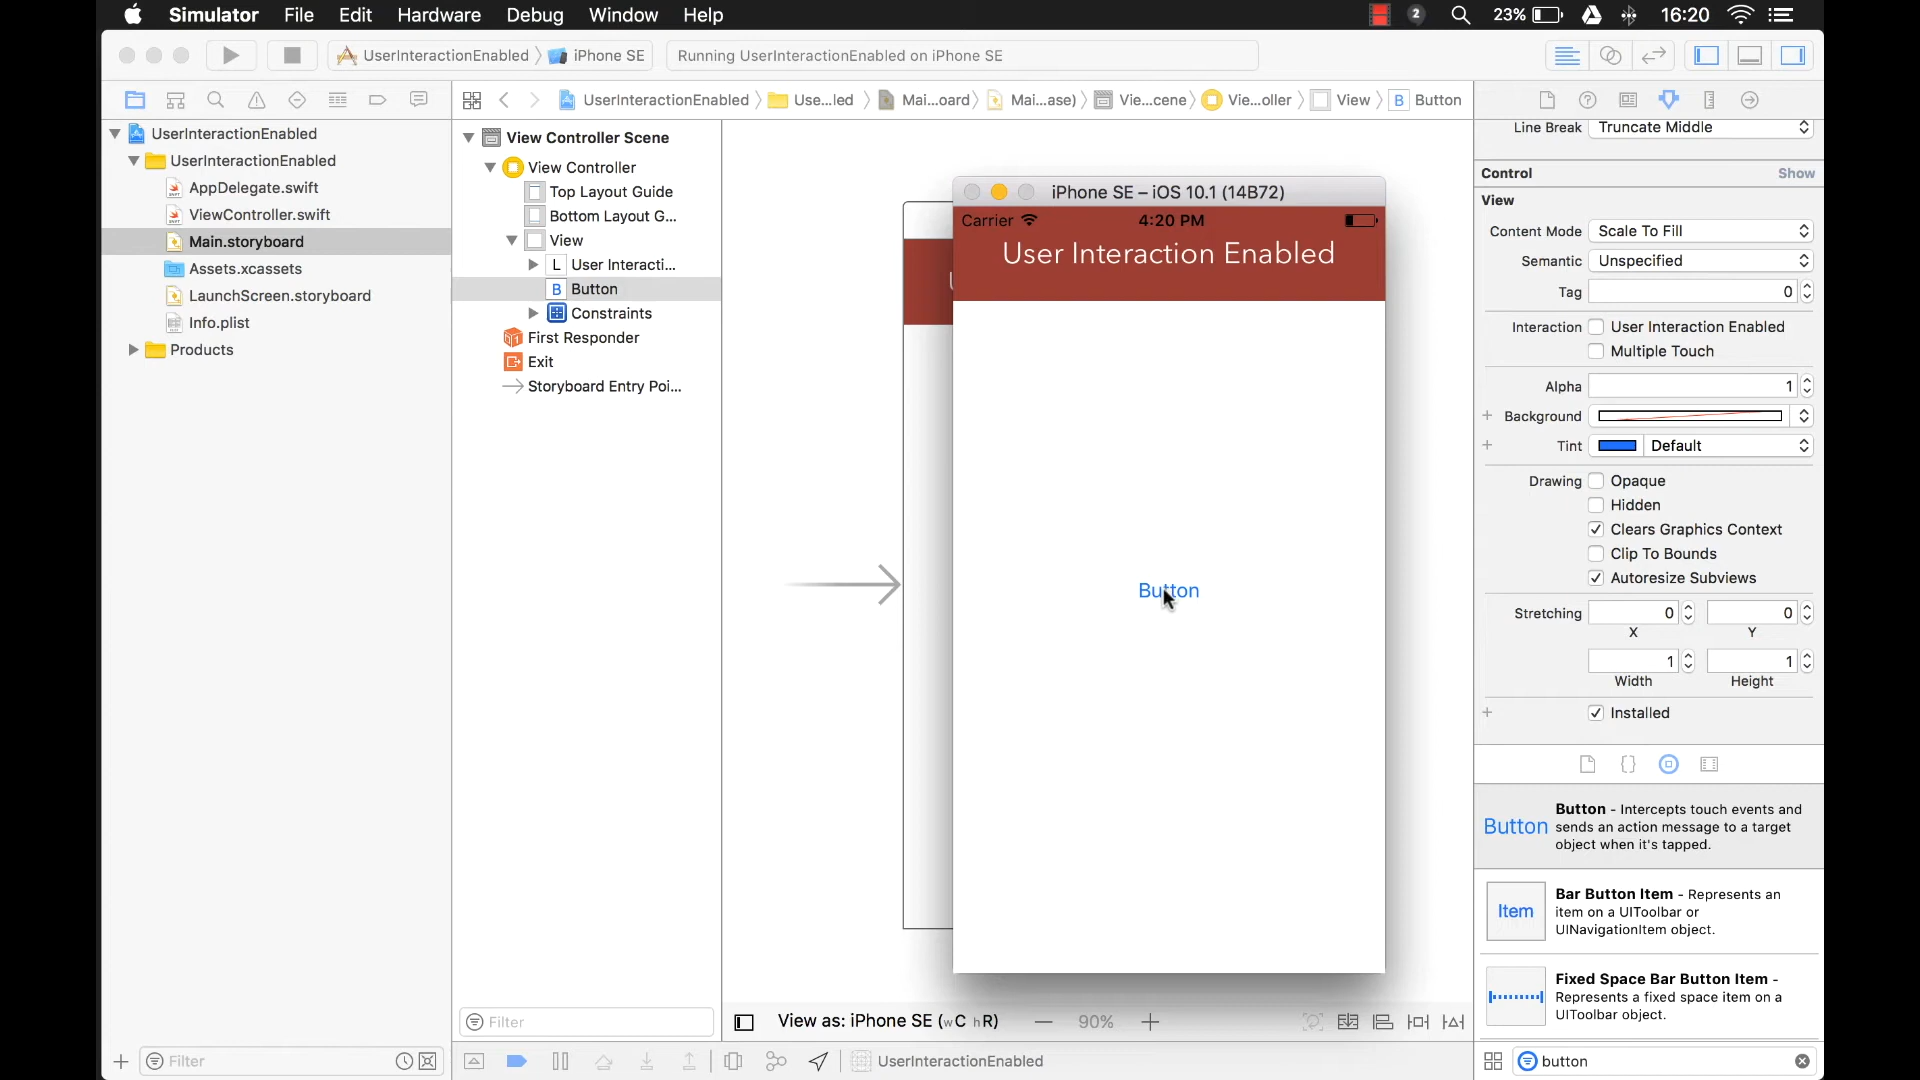 Simulator File Edit Hardware Debug Window Help 2 23% 16:20
UserInteractionEnabled iPhone SE Running UserInteractionEnabled on iPhone SE
UserInteractionEnabled Use...led Mai...oard Mai...ase) Vie...cene Vie...oller View B Button
UserInteractionEnabled
UserInteractionEnabled
AppDelegate.swift
ViewController.swift
Main.storyboard
Assets.xcassets
LaunchScreen.storyboard
Info.plist
Products
Filter
View Controller Scene
View Controller
Top Layout Guide
Bottom Layout G...
View
L User Interacti...
B Button
Constraints
First Responder
Exit
Storyboard Entry Poi...
Filter
iPhone SE – iOS 10.1 (14B72)
Carrier 4:20 PM
User Interaction Enabled
Button
View as: iPhone SE (wC hR) 90%
UserInteractionEnabled
Line Break Truncate Middle
Control Show
View
Content Mode Scale To Fill
Semantic Unspecified
Tag 0
Interaction User Interaction Enabled
Multiple Touch
Alpha 1
Background
Tint Default
Drawing Opaque
Hidden
Clears Graphics Context
Clip To Bounds
Autoresize Subviews
Stretching 0 0
X Y
1 1
Width Height
Installed
Button
Button - Intercepts touch events and
sends an action message to a target
object when it's tapped.
Item
Bar Button Item - Represents an
item on a UIToolbar or
UINavigationItem object.
Fixed Space Bar Button Item -
Represents a fixed space item on a
UIToolbar object.
button